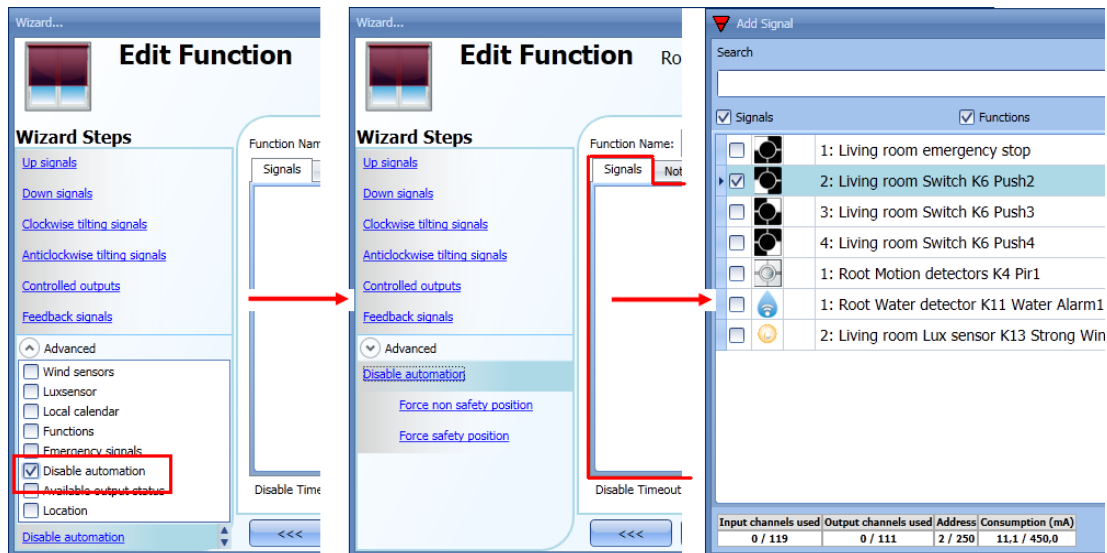 Wizard...
Edit Function
Wizard Steps
Up signals
Down signals
Clockwise tilting signals
Anticlockwise tilting signals
Controlled outputs
Feedback signals
Advanced
Wind sensors
Luxsensor
Local calendar
Functions
Emergency signals
Disable automation
Available output status
Location
Disable automation
Function Nam
Signals
Disable Time
<<<
Wizard...
Edit Function Ro
Wizard Steps
Up signals
Down signals
Clockwise tilting signals
Anticlockwise tilting signals
Controlled outputs
Feedback signals
Advanced
Disable automation
Force non safety position
Force safety position
Function Name:
Signals Not
Disable Timeout
<<<
Add Signal
Search
Signals Functions
1: Living room emergency stop
2: Living room Switch K6 Push2
3: Living room Switch K6 Push3
4: Living room Switch K6 Push4
1: Root Motion detectors K4 Pir1
1: Root Water detector K11 Water Alarm1
2: Living room Lux sensor K13 Strong Win
Input channels used Output channels used Address Consumption (mA)
0 / 119 0 / 111 2 / 250 11,1 / 450,0